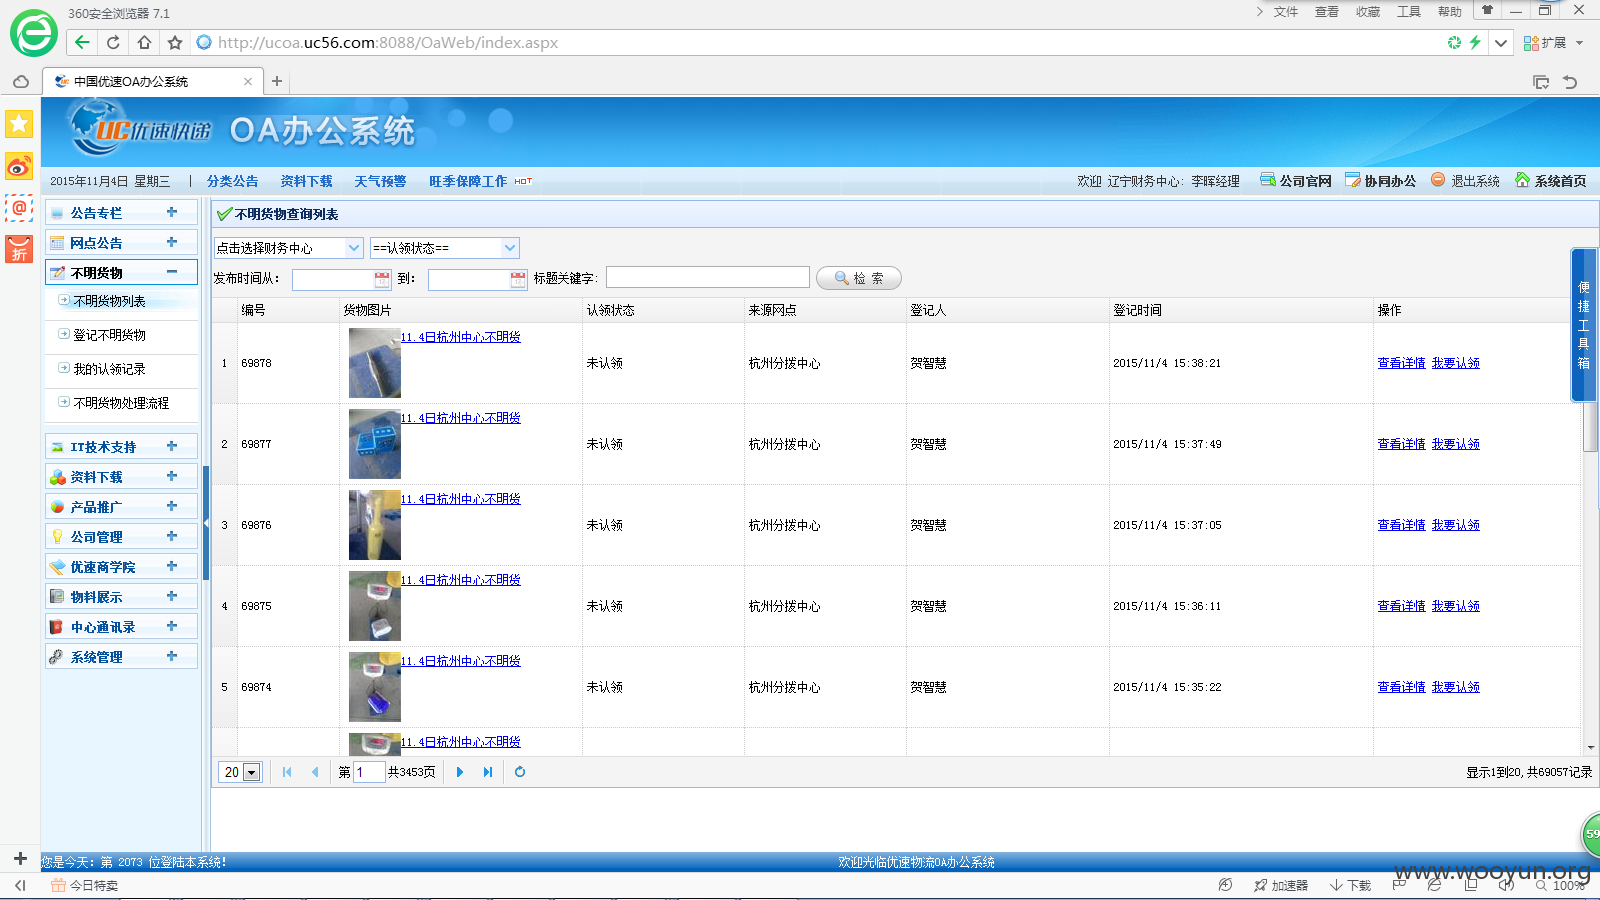 360安全浏览器 7.1
文件 查看 收藏 工具 帮助
http://ucoa.uc56.com:8088/OaWeb/index.aspx
扩展
中国优速OA办公系统
UC优速快递 OA办公系统
2015年11月4日 星期三 | 分类公告 资料下载 天气预警 旺季保障工作 HOT
欢迎 辽宁财务中心: 李晖经理 公司官网 协同办公 退出系统 系统首页
公告专栏
网点公告
不明货物
不明货物列表
登记不明货物
我的认领记录
不明货物处理流程
IT技术支持
资料下载
产品推广
公司管理
优速商学院
物料展示
中心通讯录
系统管理
折
不明货物查询列表
点击选择财务中心 ==认领状态==
发布时间从: 到: 标题关键字: 检 索
编号 货物图片 认领状态 来源网点 登记人 登记时间 操作
1 69878 11.4日杭州中心不明货 未认领 杭州分拨中心 贺智慧 2015/11/4 15:38:21 查看详情 我要认领
2 69877 11.4日杭州中心不明货 未认领 杭州分拨中心 贺智慧 2015/11/4 15:37:49 查看详情 我要认领
3 69876 11.4日杭州中心不明货 未认领 杭州分拨中心 贺智慧 2015/11/4 15:37:05 查看详情 我要认领
4 69875 11.4日杭州中心不明货 未认领 杭州分拨中心 贺智慧 2015/11/4 15:36:11 查看详情 我要认领
5 69874 11.4日杭州中心不明货 未认领 杭州分拨中心 贺智慧 2015/11/4 15:35:22 查看详情 我要认领
11.4日杭州中心不明货
便捷工具箱
20 第 1 共3453页
显示1到20,共69057记录
59
您是今天: 第 2073 位登陆本系统!
欢迎光临优速物流OA办公系统
www.wooyun.org
今日特卖
加速器 下载 100%